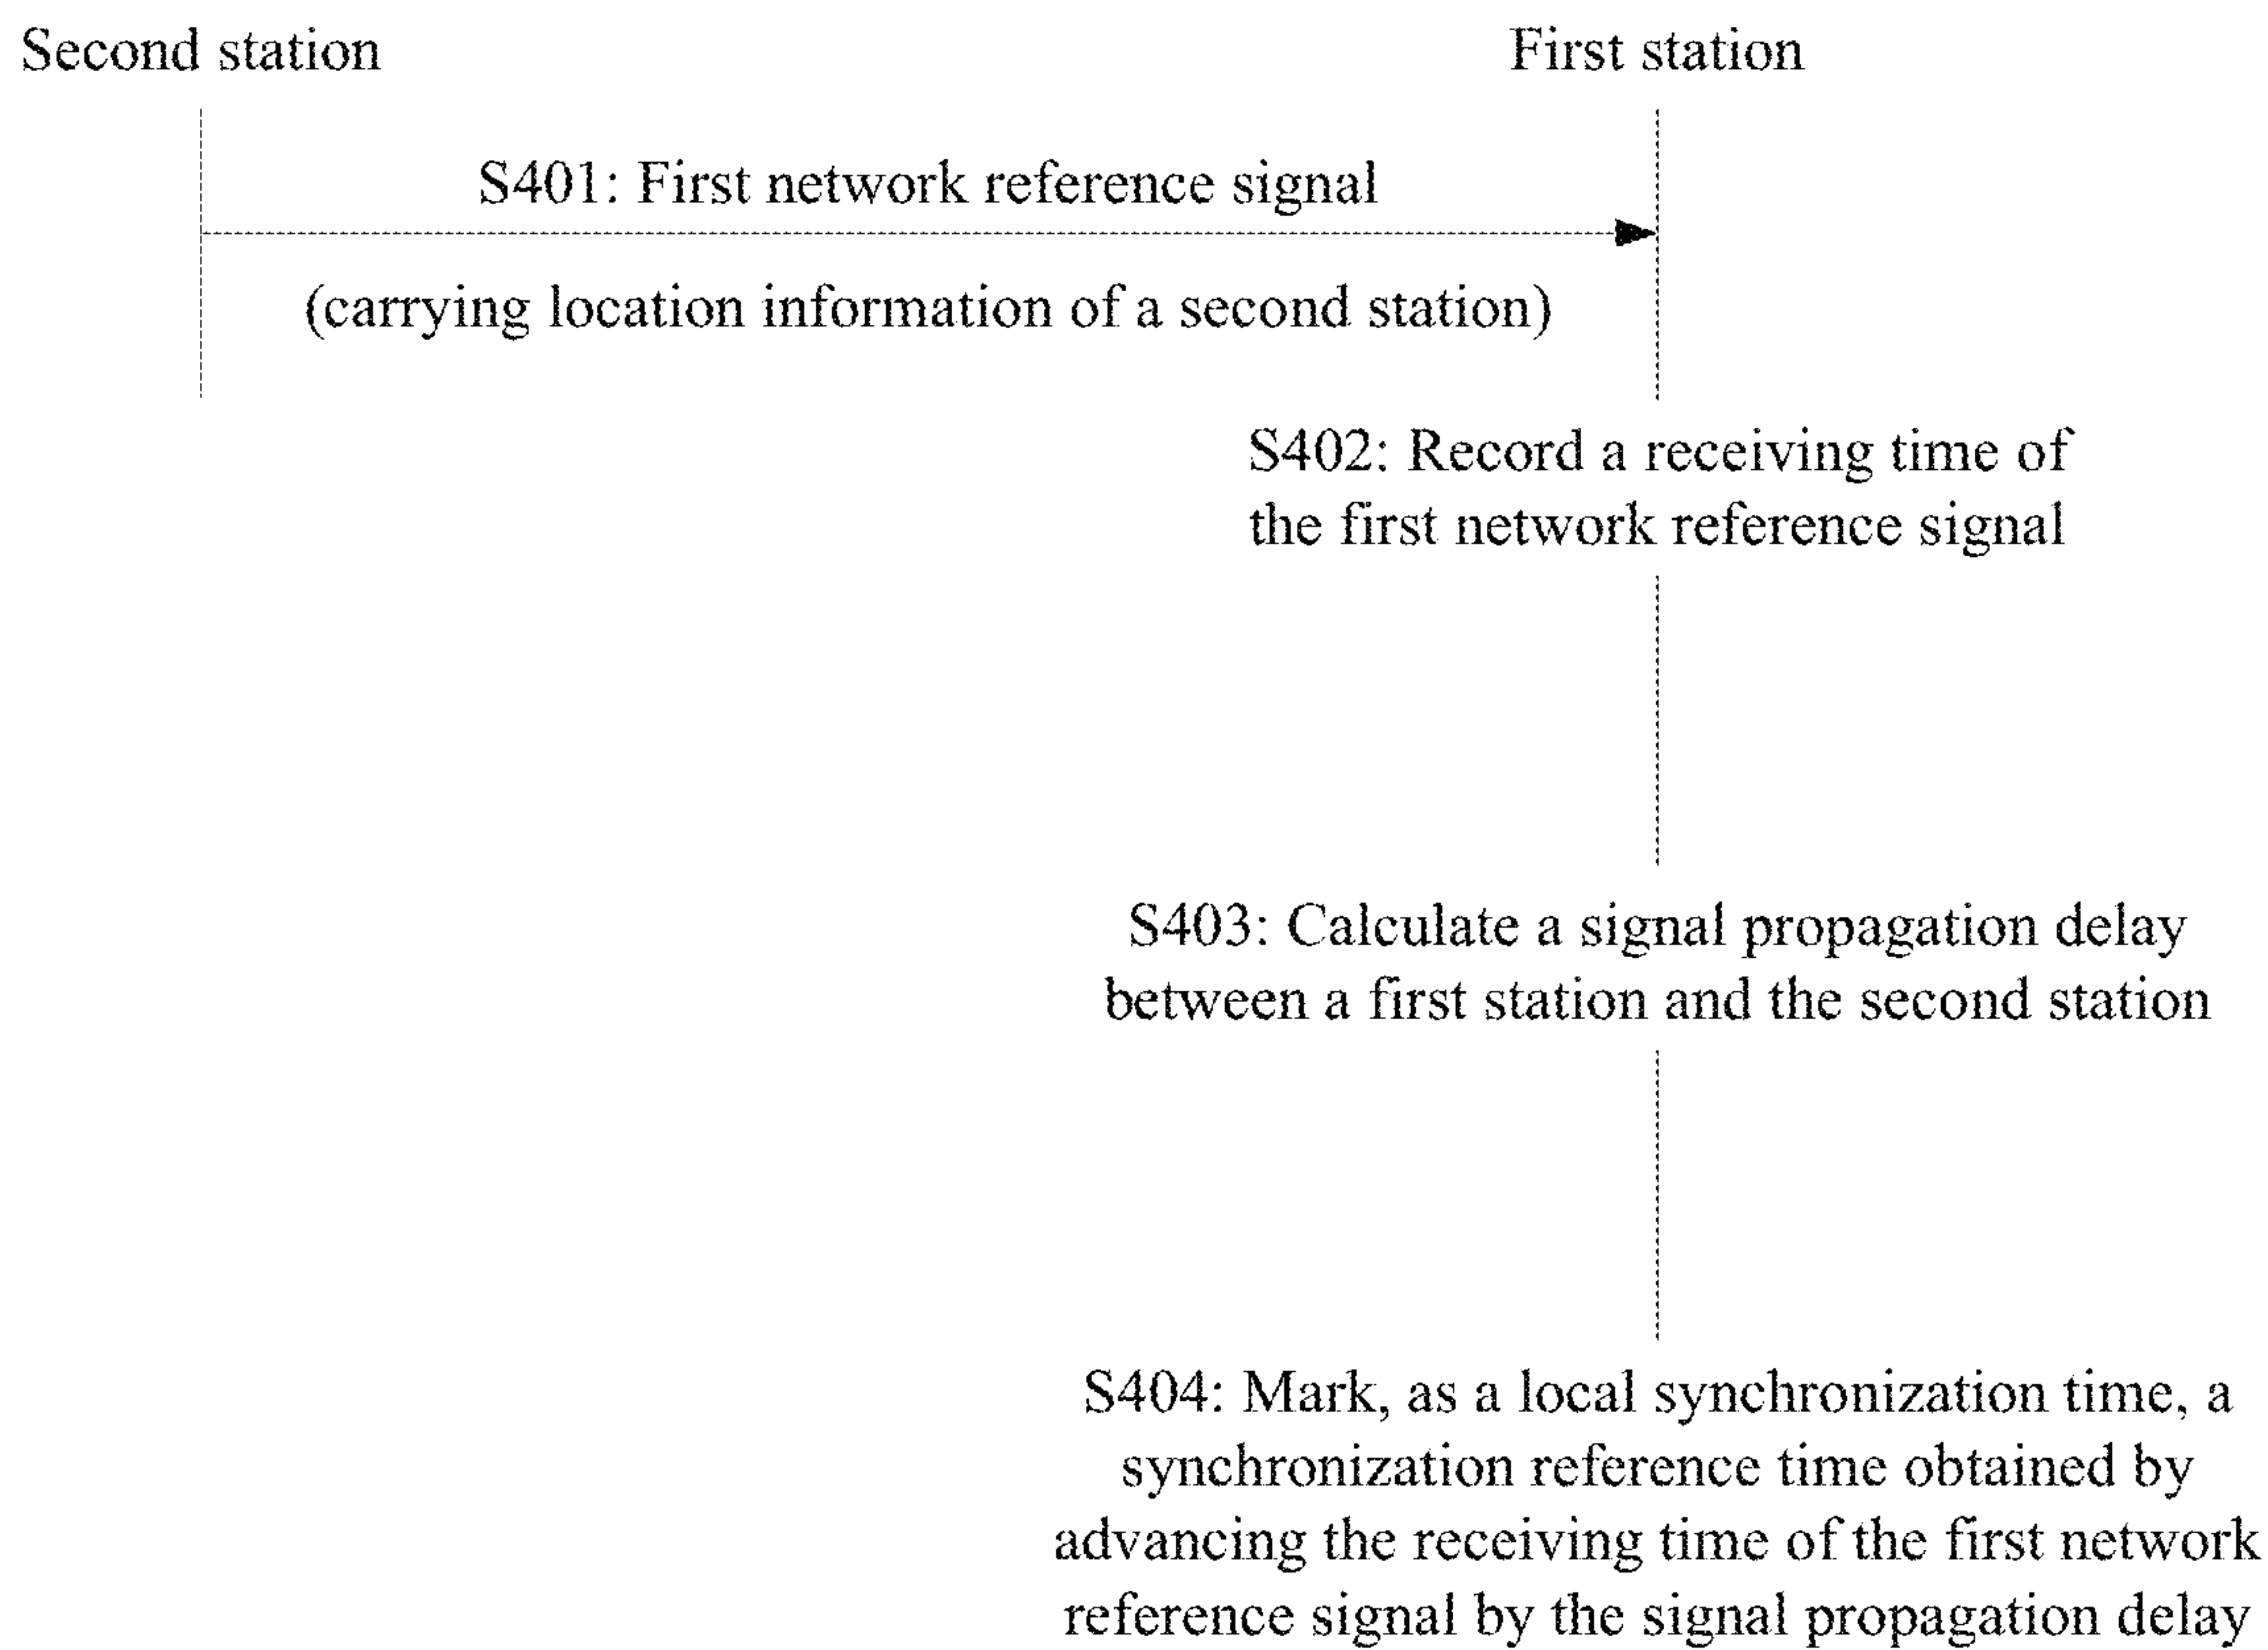 Second station
First station
S401: First network reference signal
(carrying location information of a second station)
S402: Record a receiving time of
the first network reference signal
S403: Calculate a signal propagation delay
between a first station and the second station
S404: Mark, as a local synchronization time, a
synchronization reference time obtained by
advancing the receiving time of the first network
reference signal by the signal propagation delay